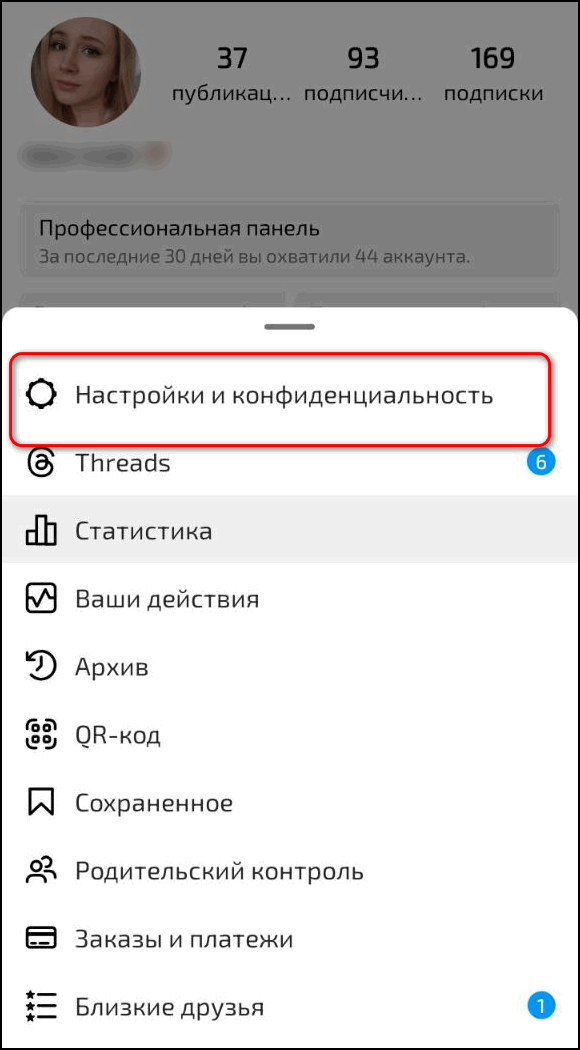 37 93 169
публикац... подписчи... подписки
Профессиональная панель
За последние 30 дней вы охватили 44 аккаунта.
Настройки и конфиденциальность
Threads 6
Статистика
Ваши действия
Архив
QR-код
Сохраненное
Родительский контроль
Заказы и платежи
Близкие друзья 1